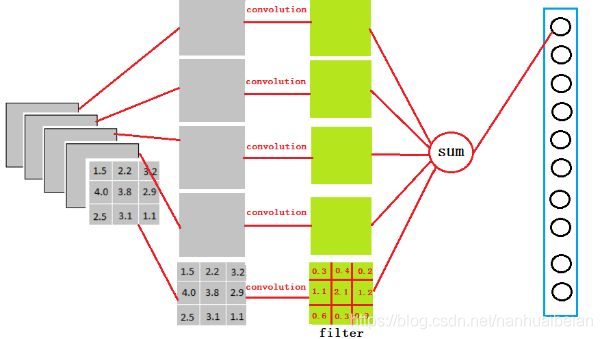 convolution
convolution
convolution
convolution
convolution
sum
1.5 2.2 3.2
4.0 3.8 2.9
2.5 3.1 1.1
1.5 2.2 3.2
4.0 3.8 2.9
2.5 3.1 1.1
0.3 0.4 0.2
1.1 2.1 1.2
0.6 0.3
filter
https://blog.csdn.net/nanhuaibeian